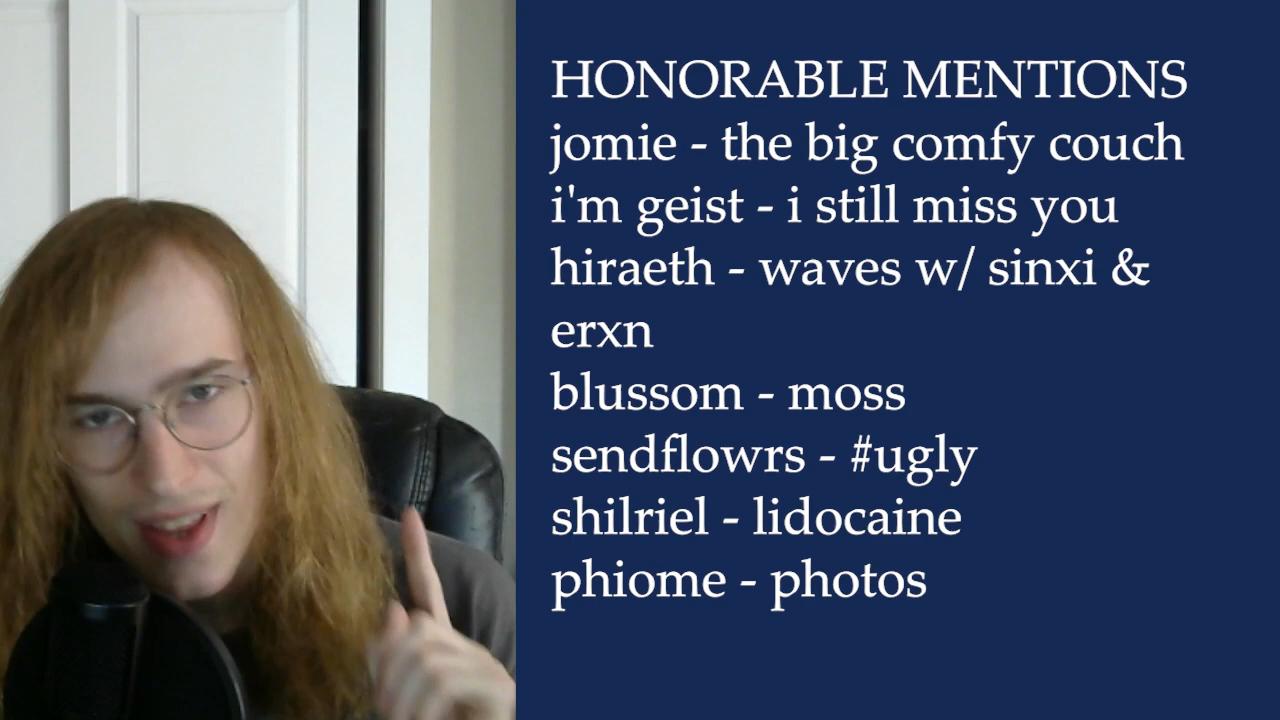 HONORABLE MENTIONS
jomie - the big comfy couch
i'm geist - i still miss you
hiraeth - waves w/ sinxi &
erxn
blussom - moss
sendflowrs - #ugly
shilriel - lidocaine
phiome - photos